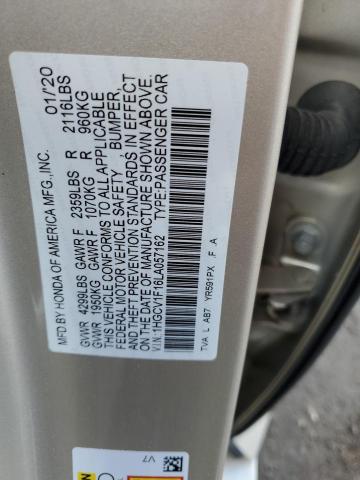 MFD.BY HONDA OF AMERICA MFG.,INC. 01/'20
GVWR 4299LBS GAWR F 2359LBS R 2116LBS
GVWR 1950KG GAWR F 1070KG R 960KG
THIS VEHICLE CONFORMS TO ALL APPLICABLE
FEDERAL MOTOR VEHICLE SAFETY , BUMPER,
AND THEFT PREVENTION STANDARDS IN EFFECT
ON THE DATE OF MANUFACTURE SHOWN ABOVE.
V.I.N:1HGCV1F16LA057162 TYPE:PASSENGER CAR
TVA L AB7 YR591PX F A
V7